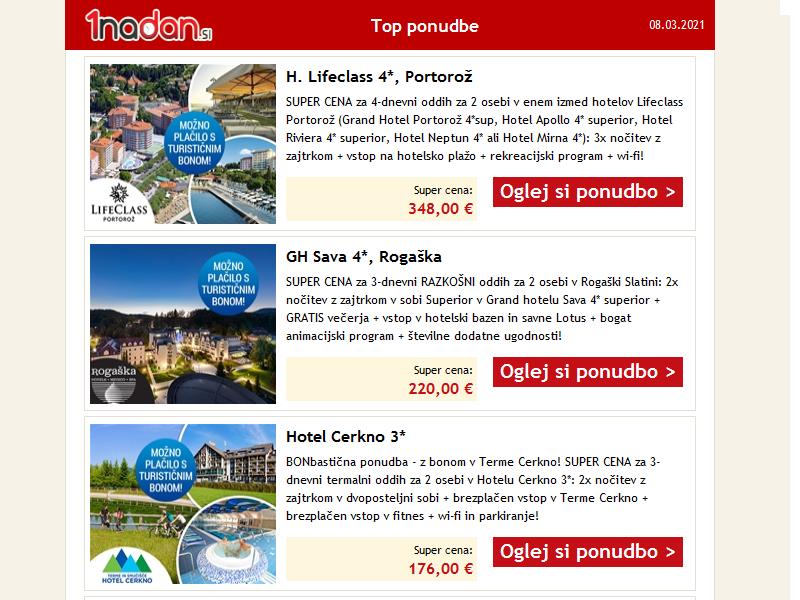 1nadan.si
Top ponudbe
08.03.2021
MOŽNO
PLAČILO S
TURISTIČNIM
BONOM!
LIFECLASS
PORTOROŽ
H. Lifeclass 4*, Portorož
SUPER CENA za 4-dnevni oddih za 2 osebi v enem izmed hotelov Lifeclass
Portorož (Grand Hotel Portorož 4*sup, Hotel Apollo 4* superior, Hotel
Riviera 4* superior, Hotel Neptun 4* ali Hotel Mirna 4*): 3x nočitev z
zajtrkom + vstop na hotelsko plažo + rekreacijski program + wi-fi!
Super cena:
348,00 €
Oglej si ponudbo >
MOŽNO
PLAČILO S
TURISTIČNIM
BONOM!
ROGAŠKA
GH Sava 4*, Rogaška
SUPER CENA za 3-dnevni RAZKOŠNI oddih za 2 osebi v Rogaški Slatini: 2x
nočitev z zajtrkom v sobi Superior v Grand hotelu Sava 4* superior +
GRATIS večerja + vstop v hotelski bazen in savne Lotus + bogat
animacijski program + številne dodatne ugodnosti!
Super cena:
220,00 €
Oglej si ponudbo >
MOŽNO
PLAČILO S
TURISTIČNIM
BONOM!
TERME IN SMUČIŠČE
HOTEL CERKNO
Hotel Cerkno 3*
BONbastična ponudba - z bonom v Terme Cerkno! SUPER CENA za 3-
dnevni termalni oddih za 2 osebi v Hotelu Cerkno 3*: 2x nočitev z
zajtrkom v dvoposteljni sobi + brezplačen vstop v Terme Cerkno +
brezplačen vstop v fitnes + wi-fi in parkiranje!
Super cena:
176,00 €
Oglej si ponudbo >